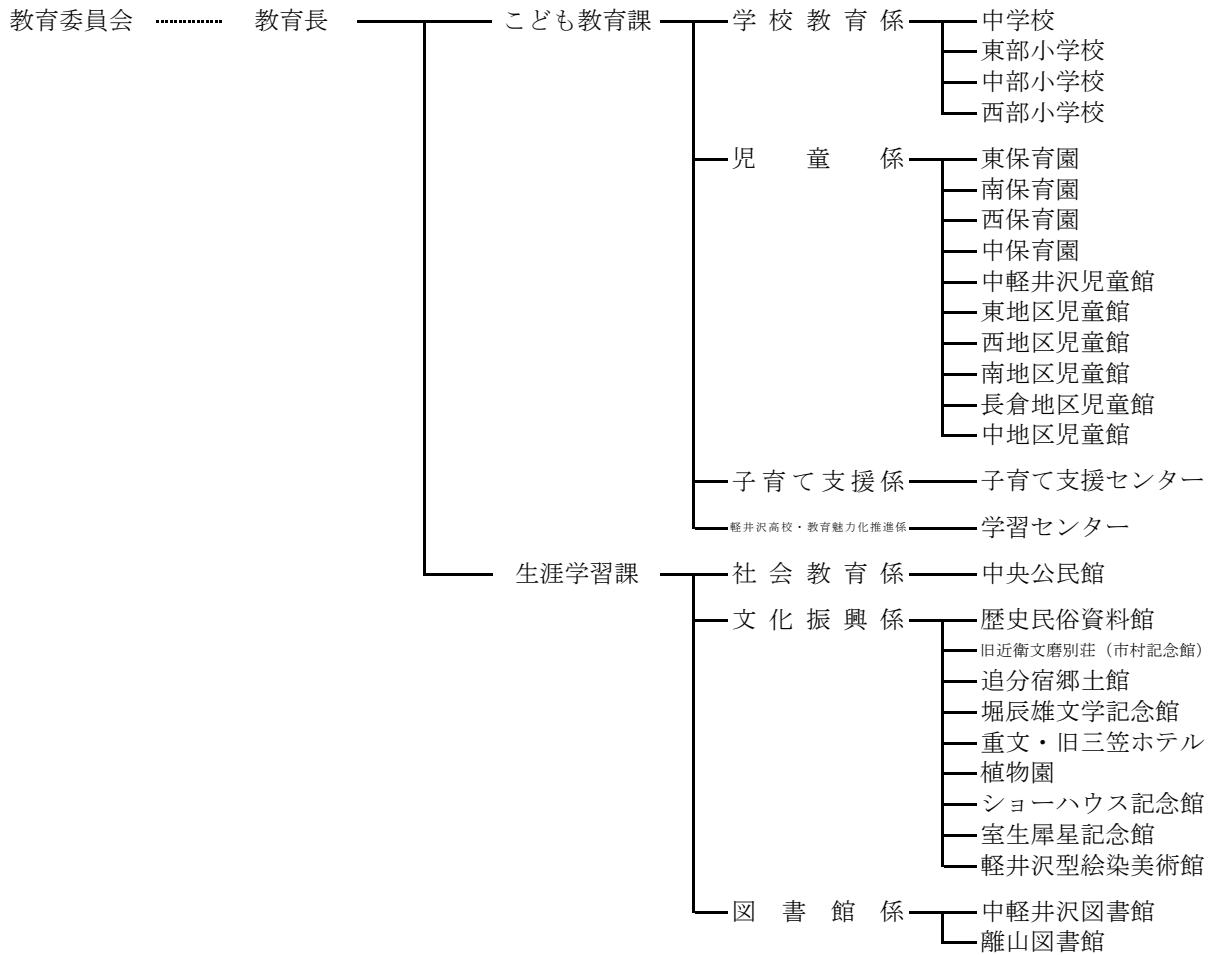 教育委員会 教育長 こども教育課 学校教育係 中学校
東部小学校
中部小学校
西部小学校
児童係 東保育園
南保育園
西保育園
中保育園
中軽井沢児童館
東地区児童館
西地区児童館
南地区児童館
長倉地区児童館
中地区児童館
子育て支援係 子育て支援センター
軽井沢高校・教育魅力化推進係 学習センター
生涯学習課 社会教育係 中央公民館
文化振興係 歴史民俗資料館
旧近衛文磨別荘（市村記念館）
追分宿郷土館
堀辰雄文学記念館
重文・旧三笠ホテル
植物園
ショーハウス記念館
室生犀星記念館
軽井沢型絵染美術館
図書館係 中軽井沢図書館
離山図書館